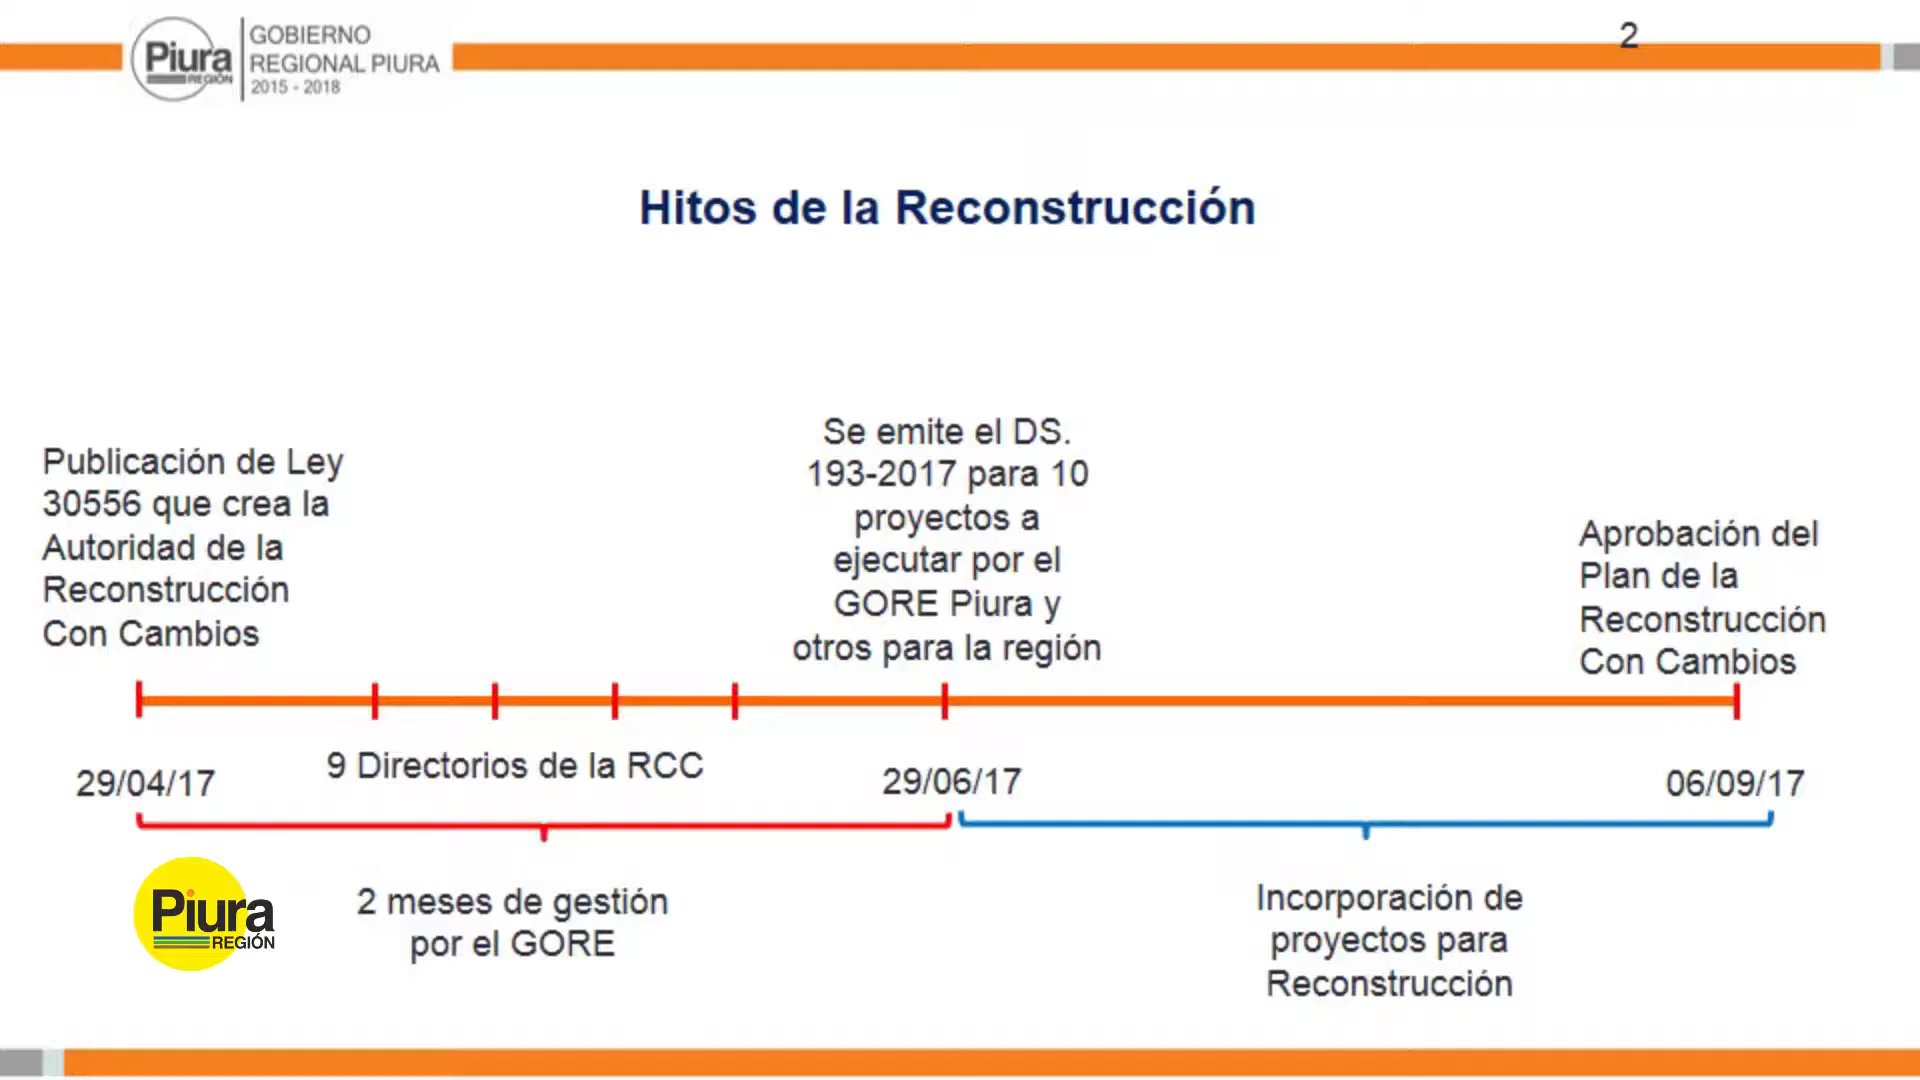 Piura
REGIÓN
GOBIERNO
REGIONAL PIURA
2015 - 2018
2
Hitos de la Reconstrucción
Publicación de Ley
30556 que crea la
Autoridad de la
Reconstrucción
Con Cambios
Se emite el DS.
193-2017 para 10
proyectos a
ejecutar por el
GORE Piura y
otros para la región
Aprobación del
Plan de la
Reconstrucción
Con Cambios
29/04/17
9 Directorios de la RCC
29/06/17
06/09/17
2 meses de gestión
por el GORE
Incorporación de
proyectos para
Reconstrucción
Piura
REGIÓN